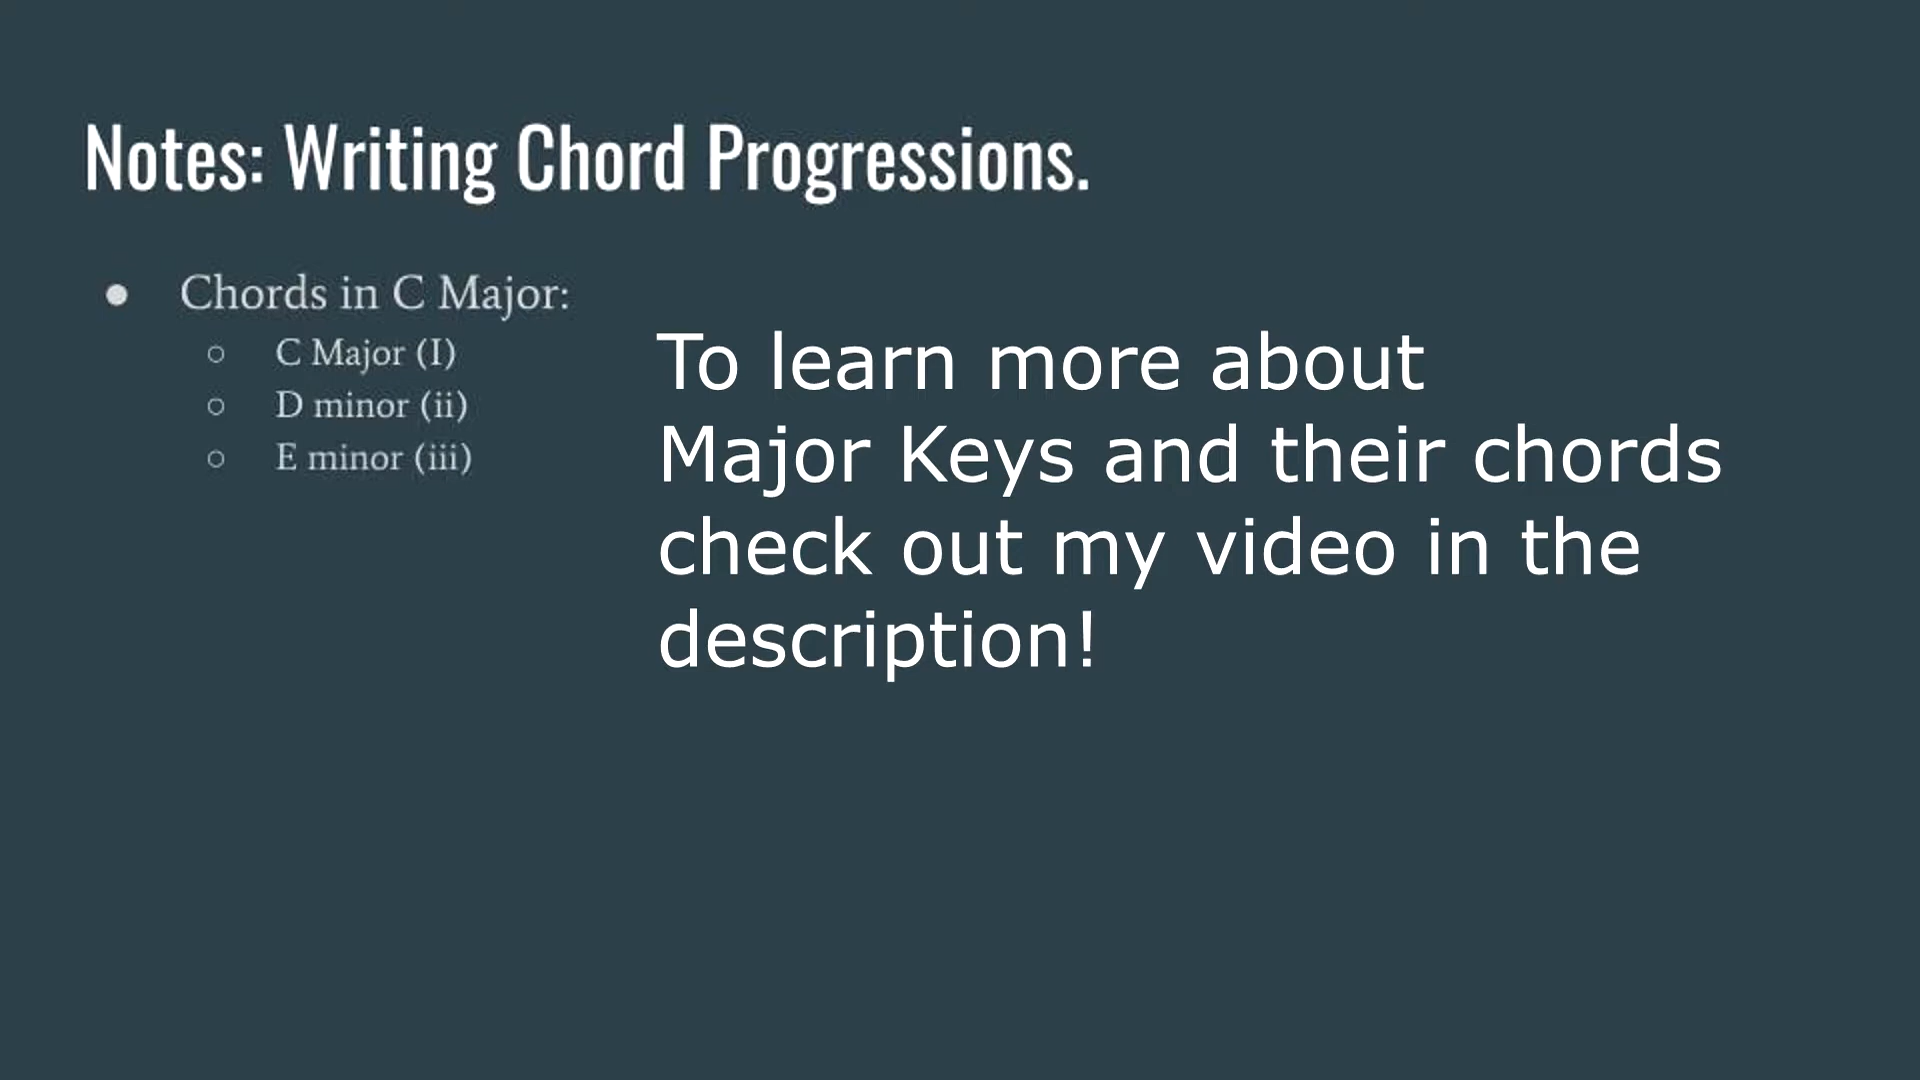 Notes: Writing Chord Progressions.
● Chords in C Major:
○ C Major (I)
○ D minor (ii)
○ E minor (iii)
To learn more about
Major Keys and their chords
check out my video in the
description!